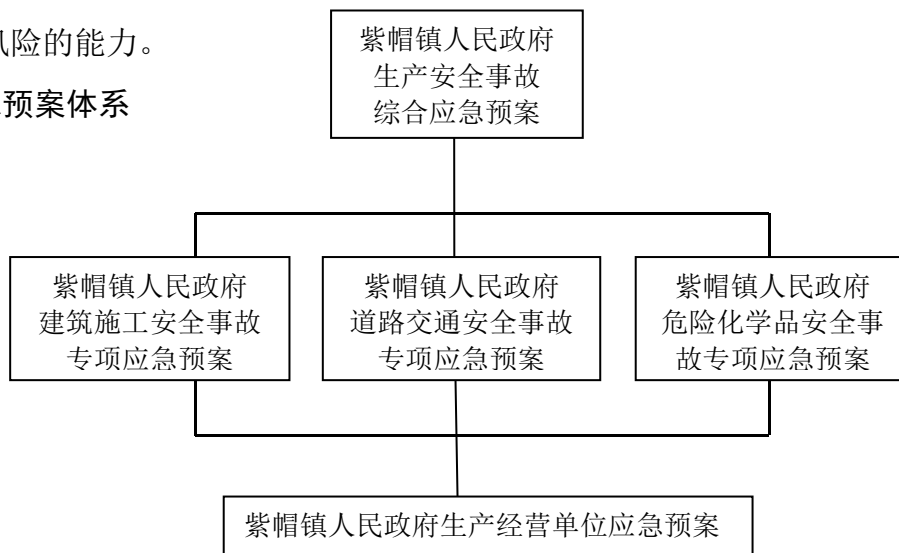 风险的能力。
预案体系
紫帽镇人民政府
生产安全事故
综合应急预案
紫帽镇人民政府
建筑施工安全事故
专项应急预案
紫帽镇人民政府
道路交通安全事故
专项应急预案
紫帽镇人民政府
危险化学品安全事
故专项应急预案
紫帽镇人民政府生产经营单位应急预案